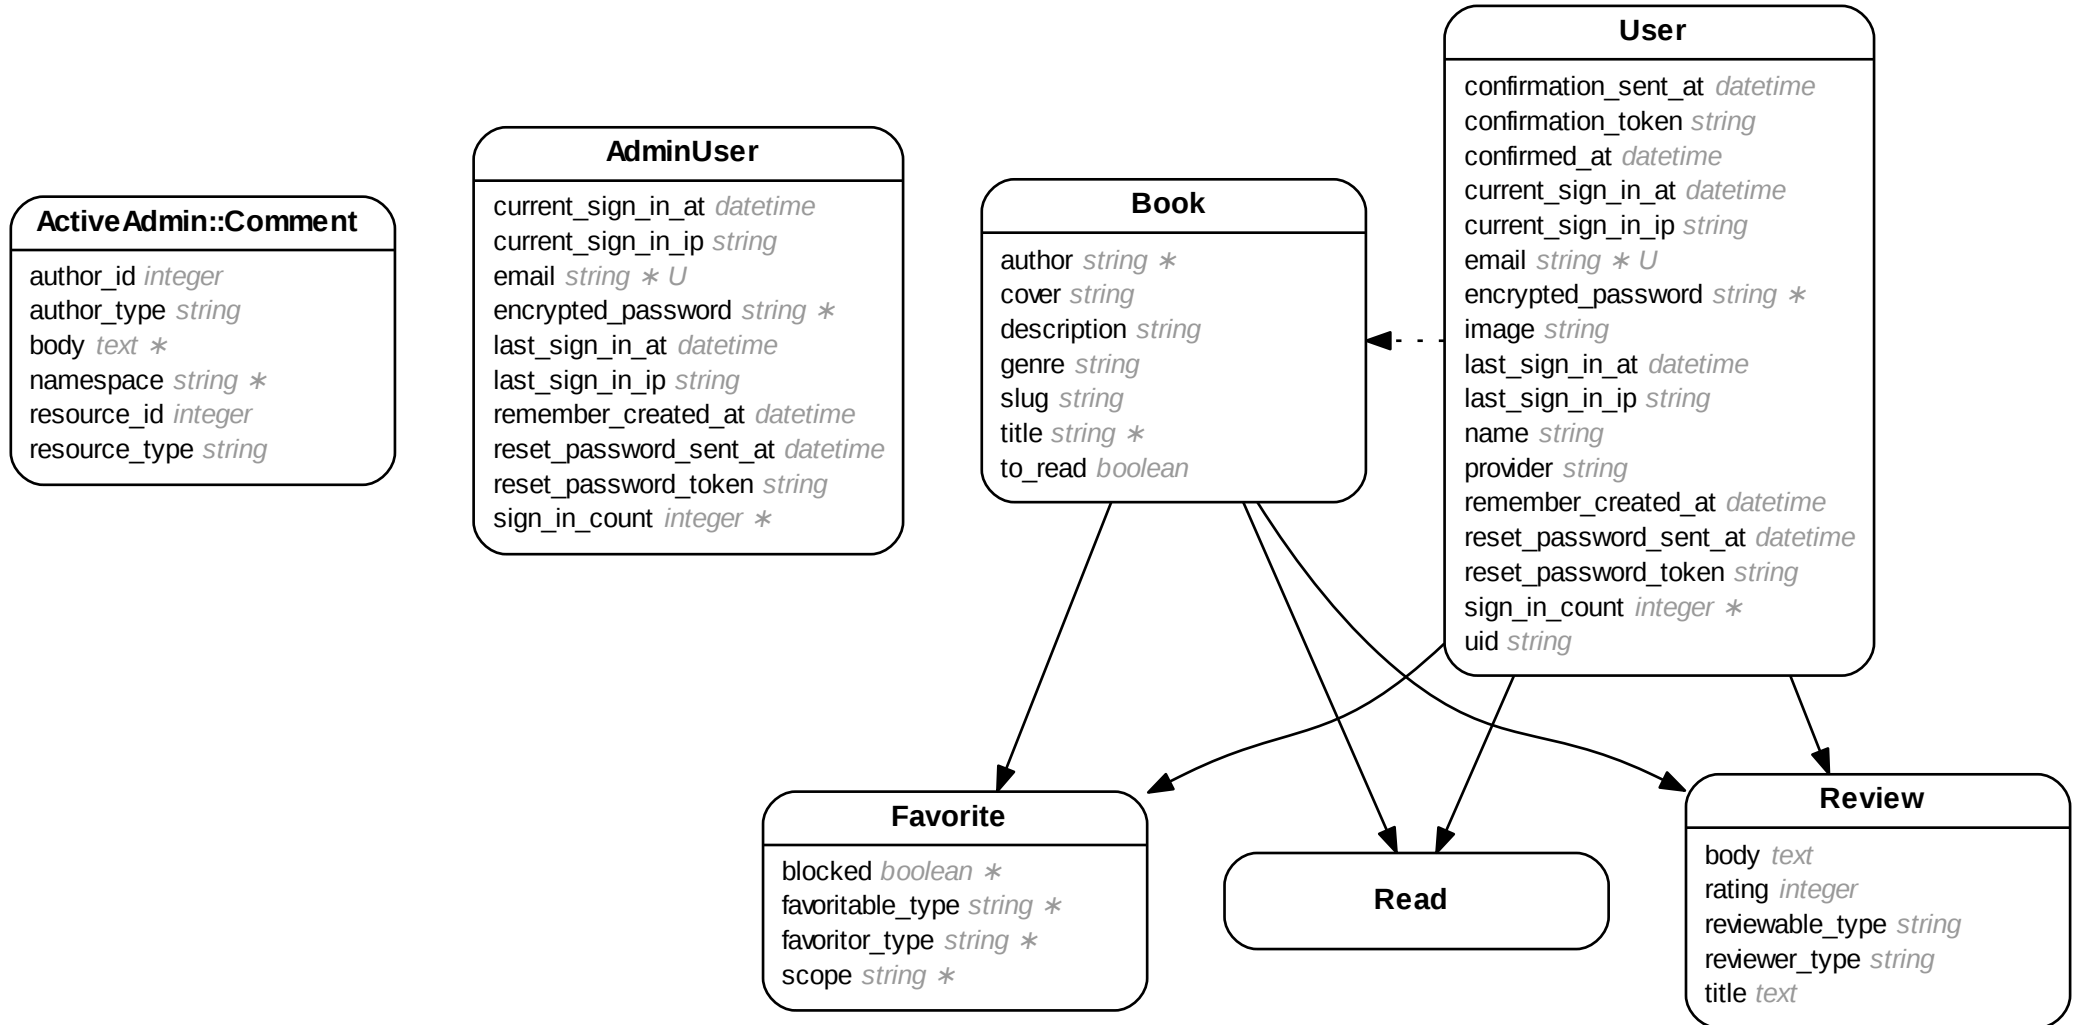 ActiveAdmin::Comment
author_id integer
author_type string
body text ∗
namespace string ∗
resource_id integer
resource_type string
AdminUser
current_sign_in_at datetime
current_sign_in_ip string
email string ∗ U
encrypted_password string ∗
last_sign_in_at datetime
last_sign_in_ip string
remember_created_at datetime
reset_password_sent_at datetime
reset_password_token string
sign_in_count integer ∗
Book
author string ∗
cover string
description string
genre string
slug string
title string ∗
to_read boolean
User
confirmation_sent_at datetime
confirmation_token string
confirmed_at datetime
current_sign_in_at datetime
current_sign_in_ip string
email string ∗ U
encrypted_password string ∗
image string
last_sign_in_at datetime
last_sign_in_ip string
name string
provider string
remember_created_at datetime
reset_password_sent_at datetime
reset_password_token string
sign_in_count integer ∗
uid string
Favorite
blocked boolean ∗
favoritable_type string ∗
favoritor_type string ∗
scope string ∗
Read
Review
body text
rating integer
reviewable_type string
reviewer_type string
title text